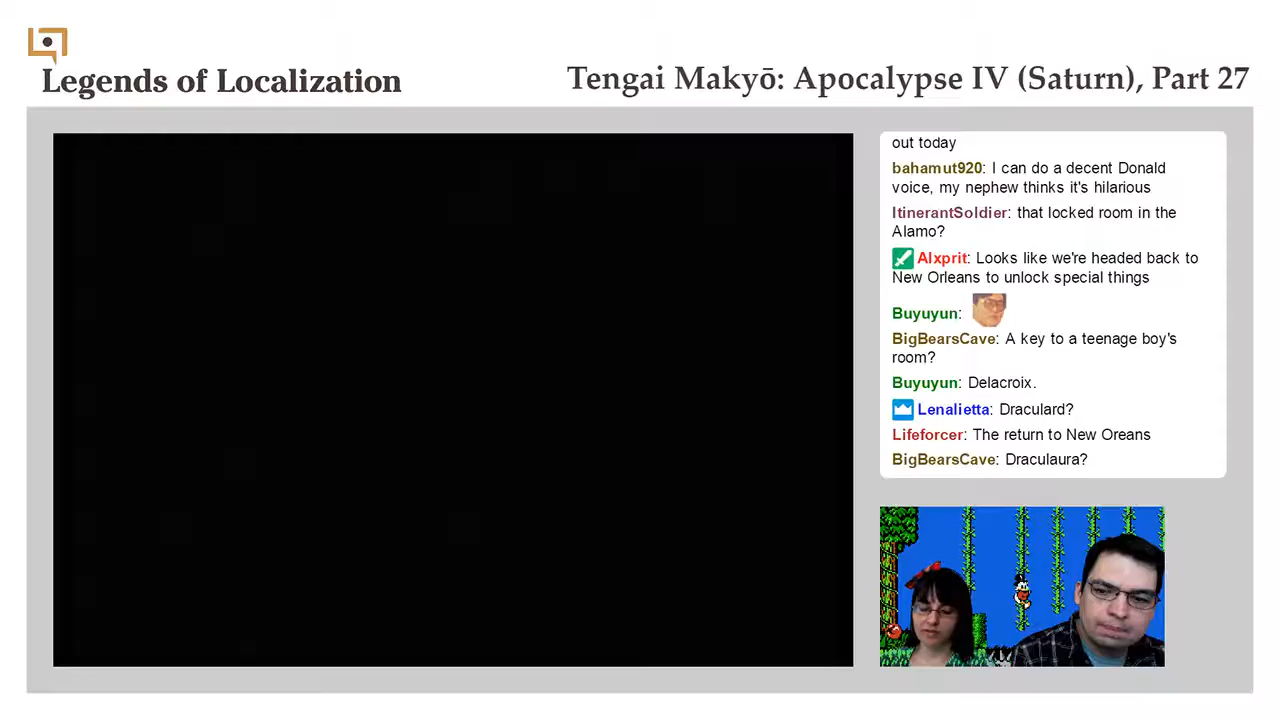 Legends of Localization
Tengai Makyō: Apocalypse IV (Saturn), Part 27
out today
bahamut920: I can do a decent Donald
voice, my nephew thinks it's hilarious
ItinerantSoldier: that locked room in the
Alamo?
Alxprit: Looks like we're headed back to
New Orleans to unlock special things
Buyuyun:
BigBearsCave: A key to a teenage boy's
room?
Buyuyun: Delacroix.
Lenalietta: Draculard?
Lifeforcer: The return to New Oreans
BigBearsCave: Draculaura?